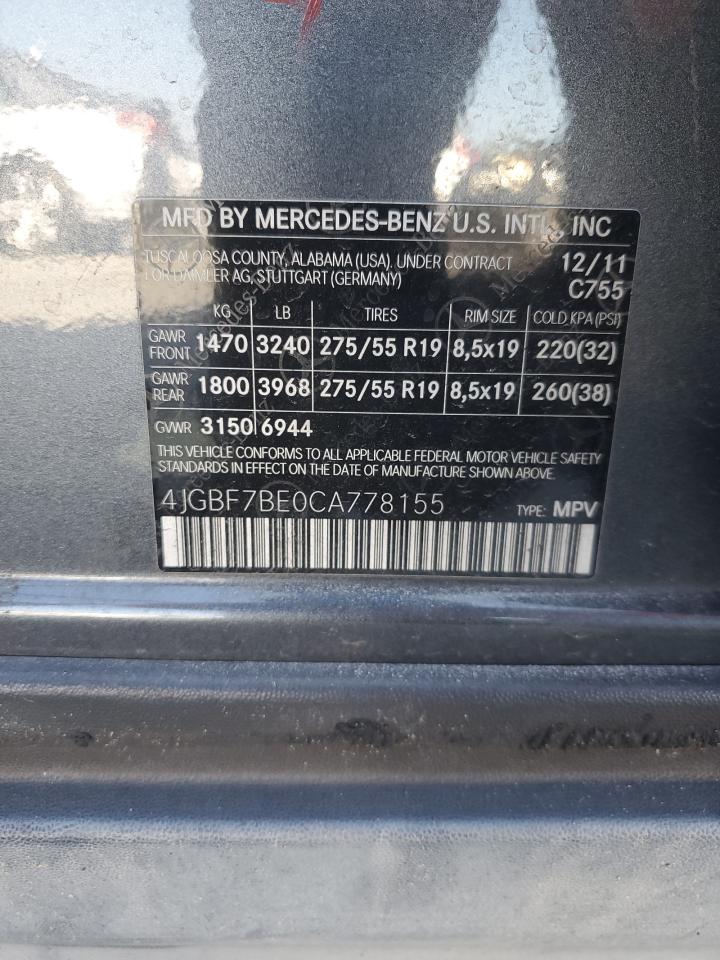 MFD BY MERCEDES-BENZ U.S. INTL., INC
TUSCALOOSA COUNTY, ALABAMA (USA), UNDER CONTRACT 12/11
FOR DAIMLER AG, STUTTGART (GERMANY) C755
KG LB TIRES RIM SIZE COLD KPA(PSI)
GAWR FRONT 1470 3240 275/55 R19 8,5x19 220(32)
GAWR REAR 1800 3968 275/55 R19 8,5x19 260(38)
GVWR 3150 6944
THIS VEHICLE CONFORMS TO ALL APPLICABLE FEDERAL MOTOR VEHICLE SAFETY
STANDARDS IN EFFECT ON THE DATE OF MANUFACTURE SHOWN ABOVE.
4JGBF7BE0CA778155 TYPE: MPV